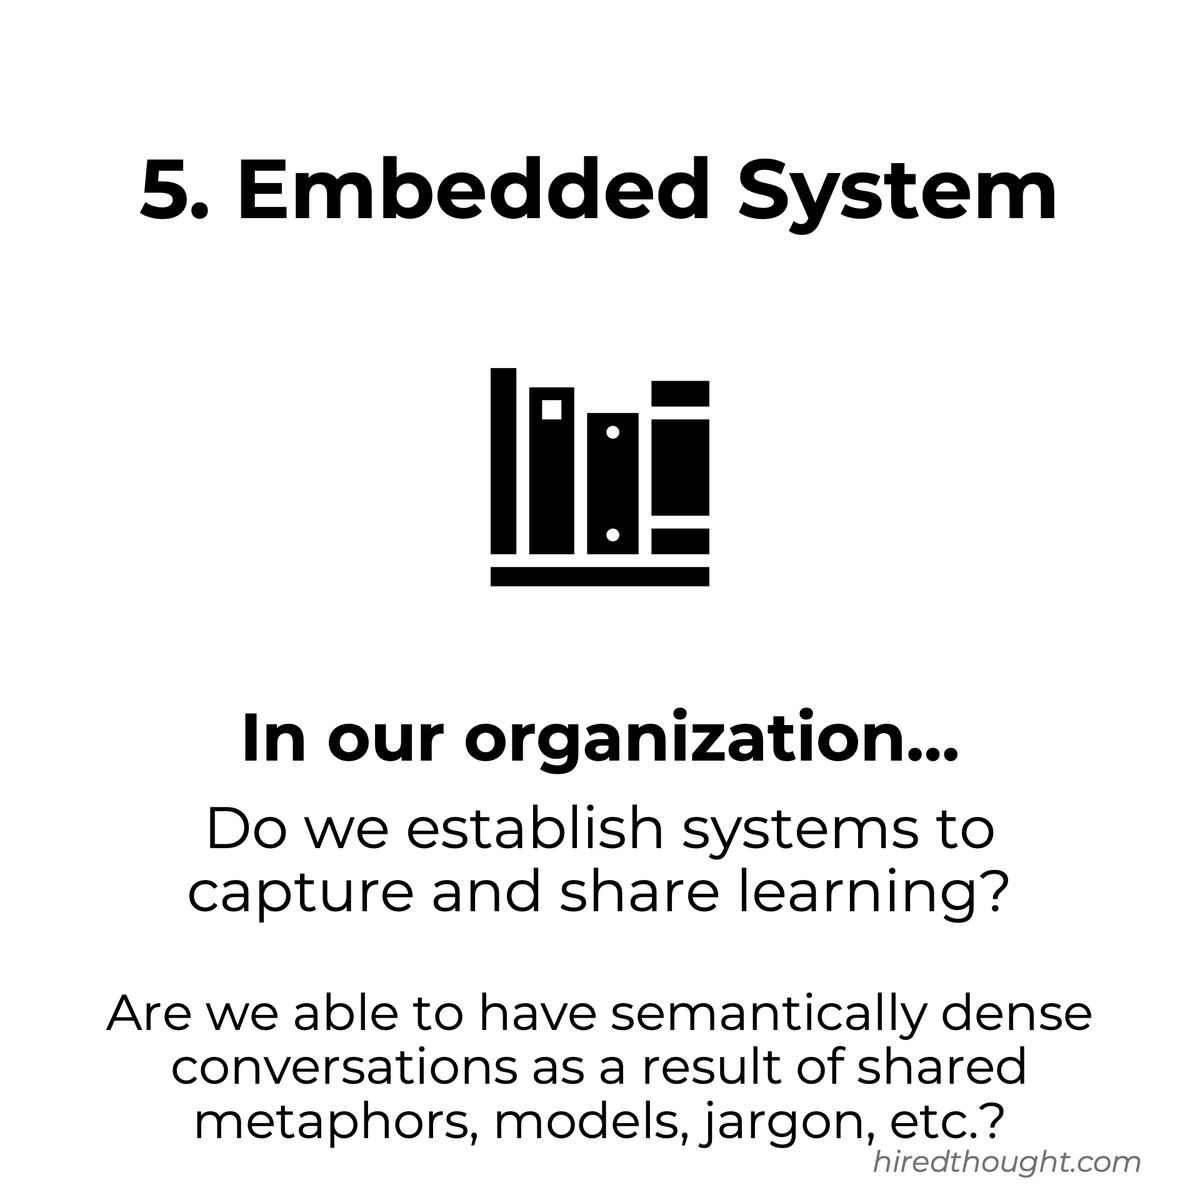 5. Embedded System
In our organization...
Do we establish systems to
capture and share learning?
Are we able to have semantically dense
conversations as a result of shared
metaphors, models, jargon, etc.?
hiredthought.com